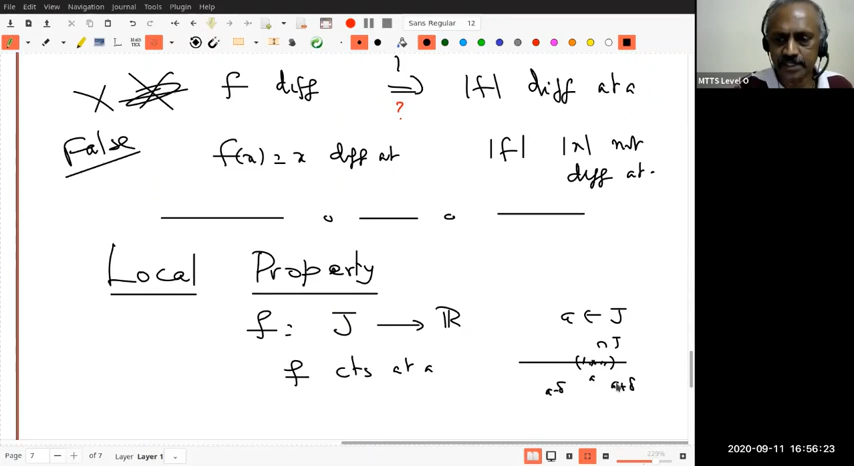 File Edit View Navigation Journal Tools Plugin Help
Sans Regular 12
f diff ⟹ |f| diff at a
?
?
False f(x) = x diff at |f| |x| not
diff at
Local Property
f : J → ℝ a ∈ J
∩ J
f cts at a
a-δ a a+δ
Page 7 of 7 Layer Layer 1 229%
MTTS Level O
2020-09-11 16:56:23